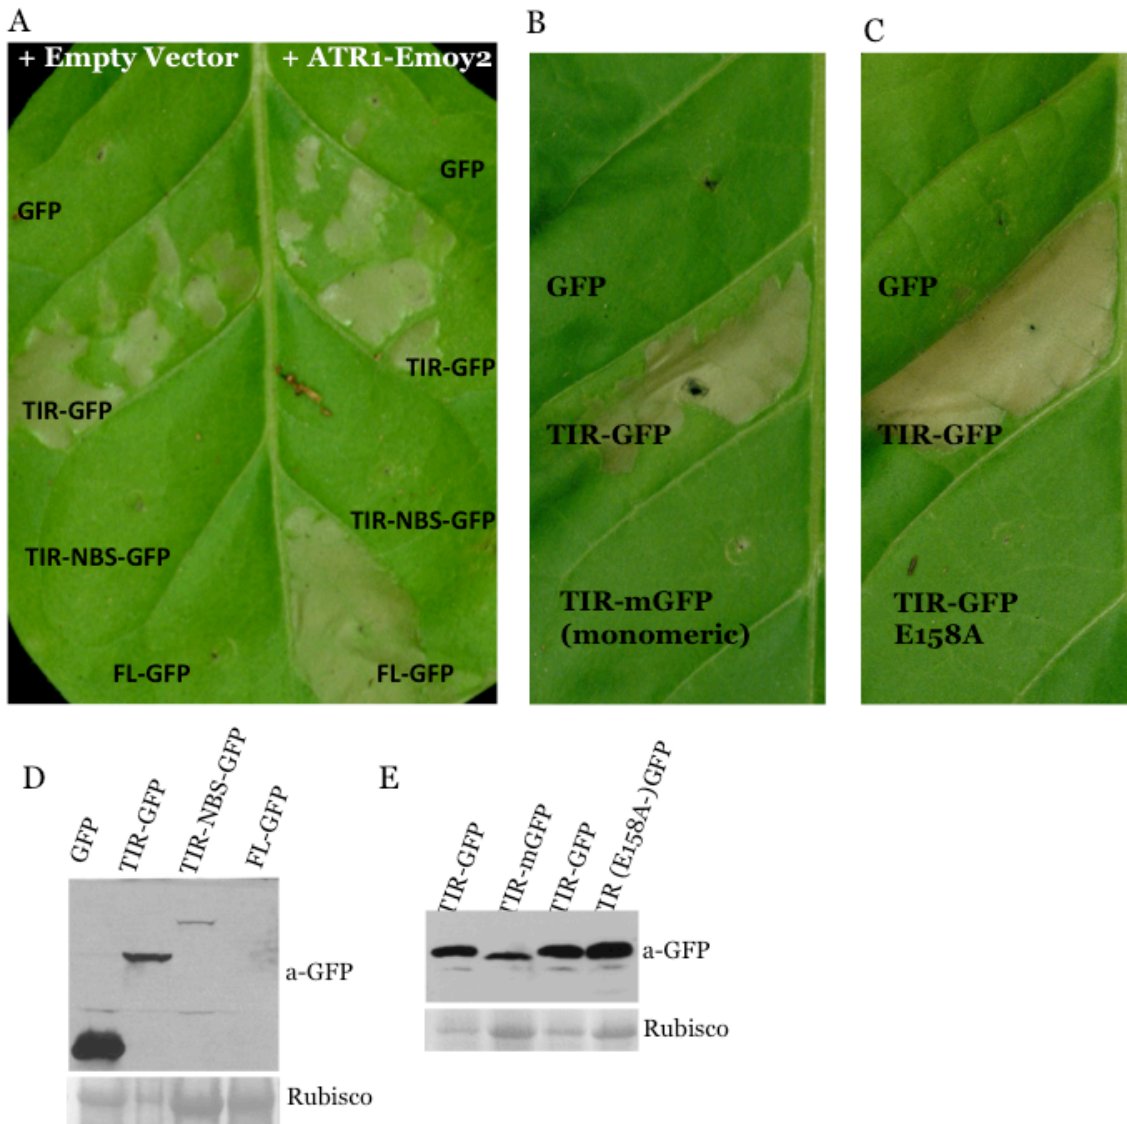 A
B
C
+ Empty Vector
+ ATR1-Emoy2
GFP
GFP
TIR-GFP
TIR-GFP
TIR-NBS-GFP
TIR-NBS-GFP
FL-GFP
FL-GFP
GFP
TIR-GFP
TIR-mGFP
(monomeric)
GFP
TIR-GFP
TIR-GFP
E158A
D
GFP
TIR-GFP
TIR-NBS-GFP
FL-GFP
a-GFP
Rubisco
E
TIR-GFP
TIR-mGFP
TIR-GFP
TIR (E158A-)GFP
a-GFP
Rubisco